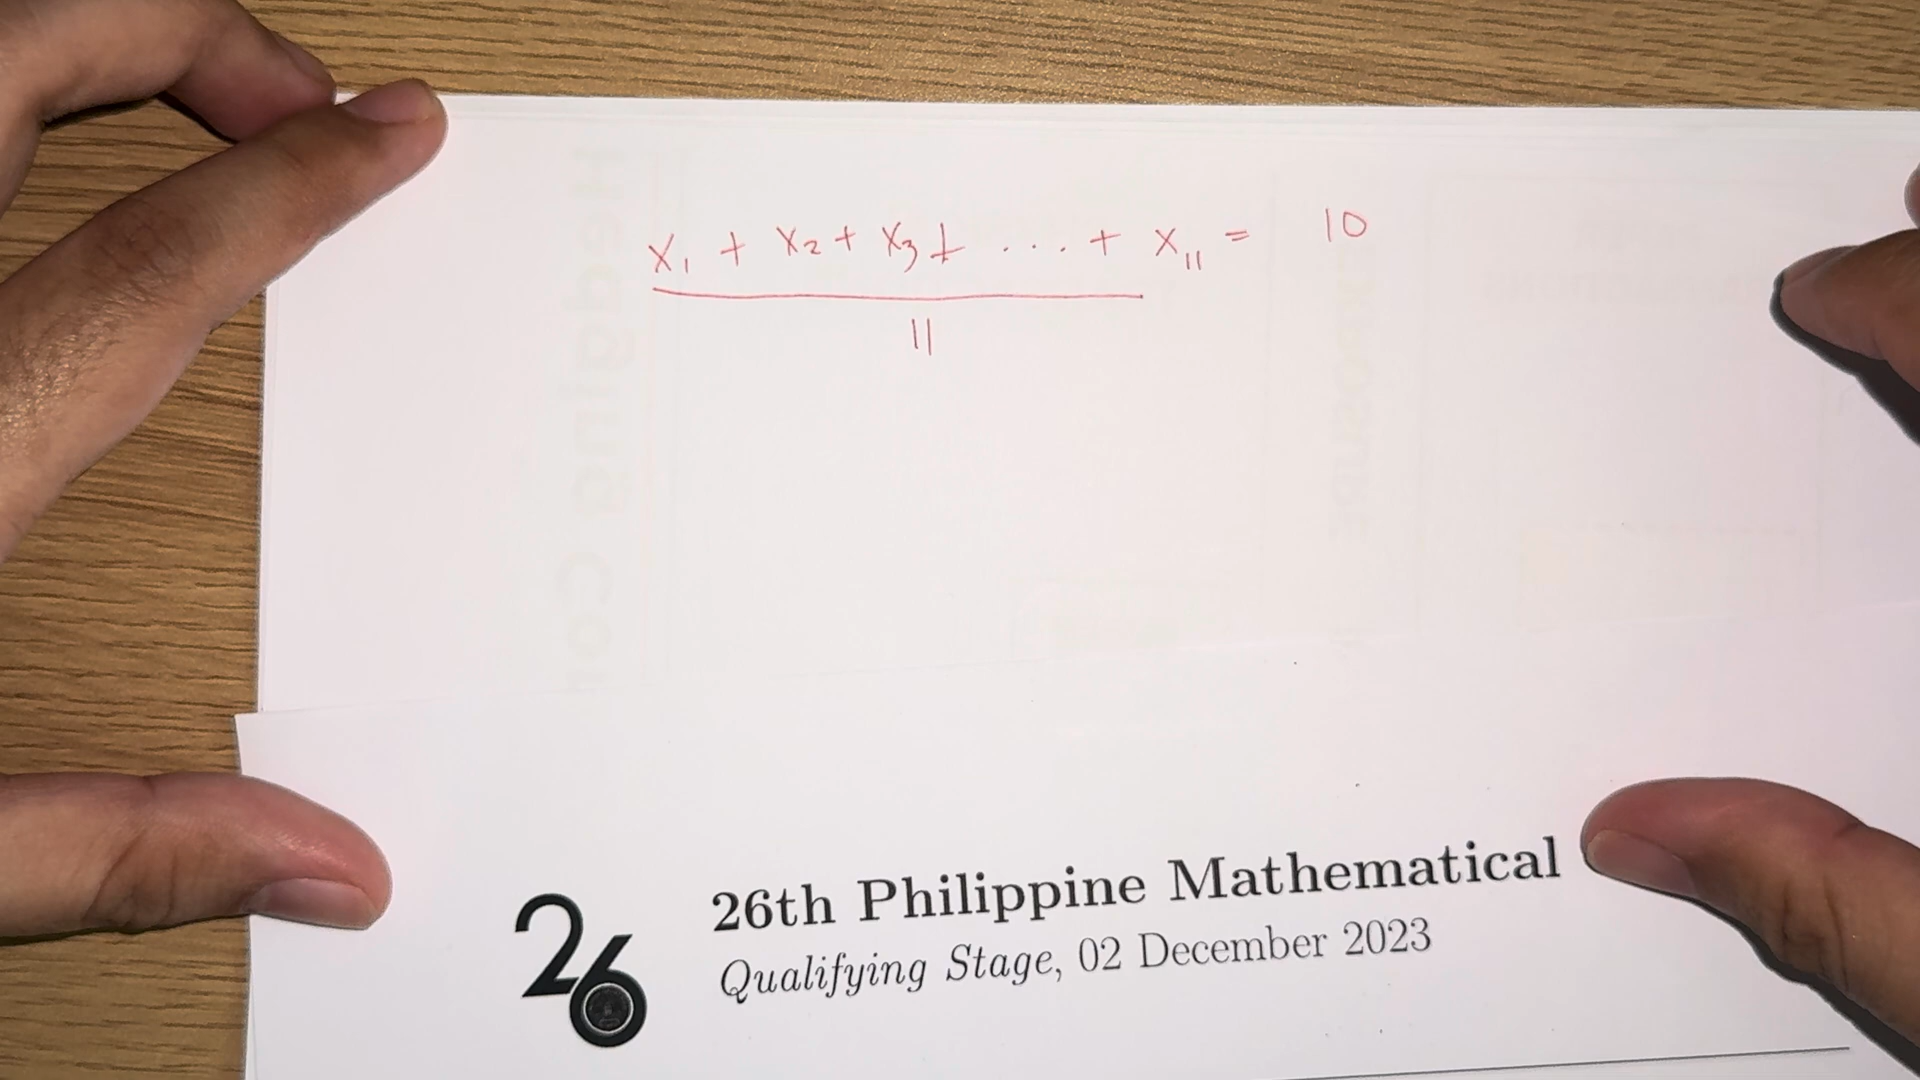 x₁ + x₂ + x₃ + .... + x₁₁ = 10
11
26 26th Philippine Mathematical
Qualifying Stage, 02 December 2023